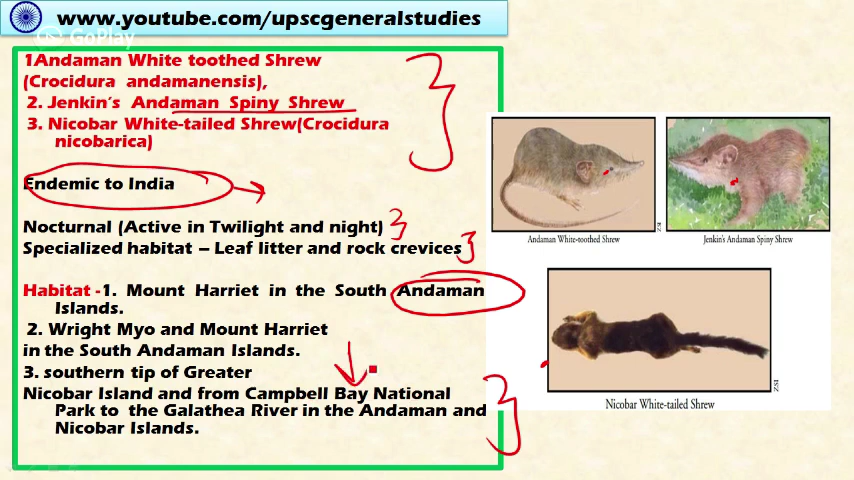 www.youtube.com/upscgeneralstudies
GoPlay
1Andaman White toothed Shrew
(Crocidura andamanensis),
2. Jenkin's Andaman Spiny Shrew
3. Nicobar White-tailed Shrew(Crocidura
nicobarica)
Endemic to India
Nocturnal (Active in Twilight and night)
Specialized habitat – Leaf litter and rock crevices
Habitat -1. Mount Harriet in the South Andaman
Islands.
2. Wright Myo and Mount Harriet
in the South Andaman Islands.
3. southern tip of Greater
Nicobar Island and from Campbell Bay National
Park to the Galathea River in the Andaman and
Nicobar Islands.
ZSI
Andaman White-toothed Shrew
ZSI
Jenkin's Andaman Spiny Shrew
ZSI
Nicobar White-tailed Shrew